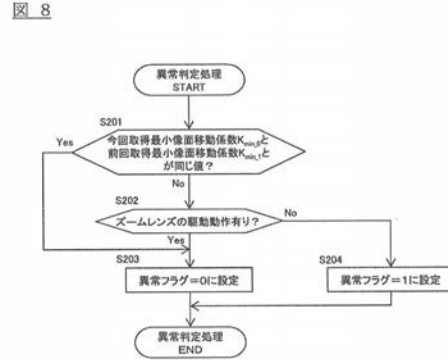 図 8
異常判定処理
START
S201
Yes
今回取得最小像面移動係数Kmin_0と
前回取得最小像面移動係数Kmin_1と
が同じ値？
No
S202
ズームレンズの駆動動作有り？
No
Yes
S203
S204
異常フラグ=0に設定
異常フラグ=1に設定
異常判定処理
END